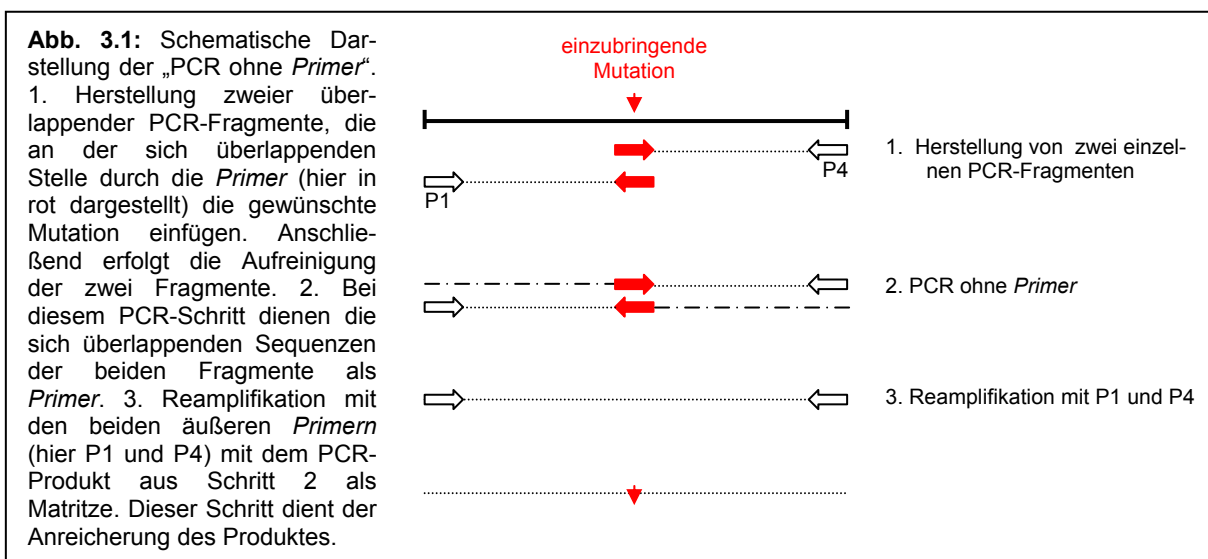 Abb. 3.1: Schematische Dar-
stellung der „PCR ohne Primer“.
1. Herstellung zweier über-
lappender PCR-Fragmente, die
an der sich überlappenden
Stelle durch die Primer (hier in
rot dargestellt) die gewünschte
Mutation einfügen. Anschlie-
ßend erfolgt die Aufreinigung
der zwei Fragmente. 2. Bei
diesem PCR-Schritt dienen die
sich überlappenden Sequenzen
der beiden Fragmente als
Primer. 3. Reamplifikation mit
den beiden äußeren Primern
(hier P1 und P4) mit dem PCR-
Produkt aus Schritt 2 als
Matritze. Dieser Schritt dient der
Anreicherung des Produktes.
einzubringende
Mutation
P4
P1
1. Herstellung von zwei einzel-
nen PCR-Fragmenten
2. PCR ohne Primer
3. Reamplifikation mit P1 und P4